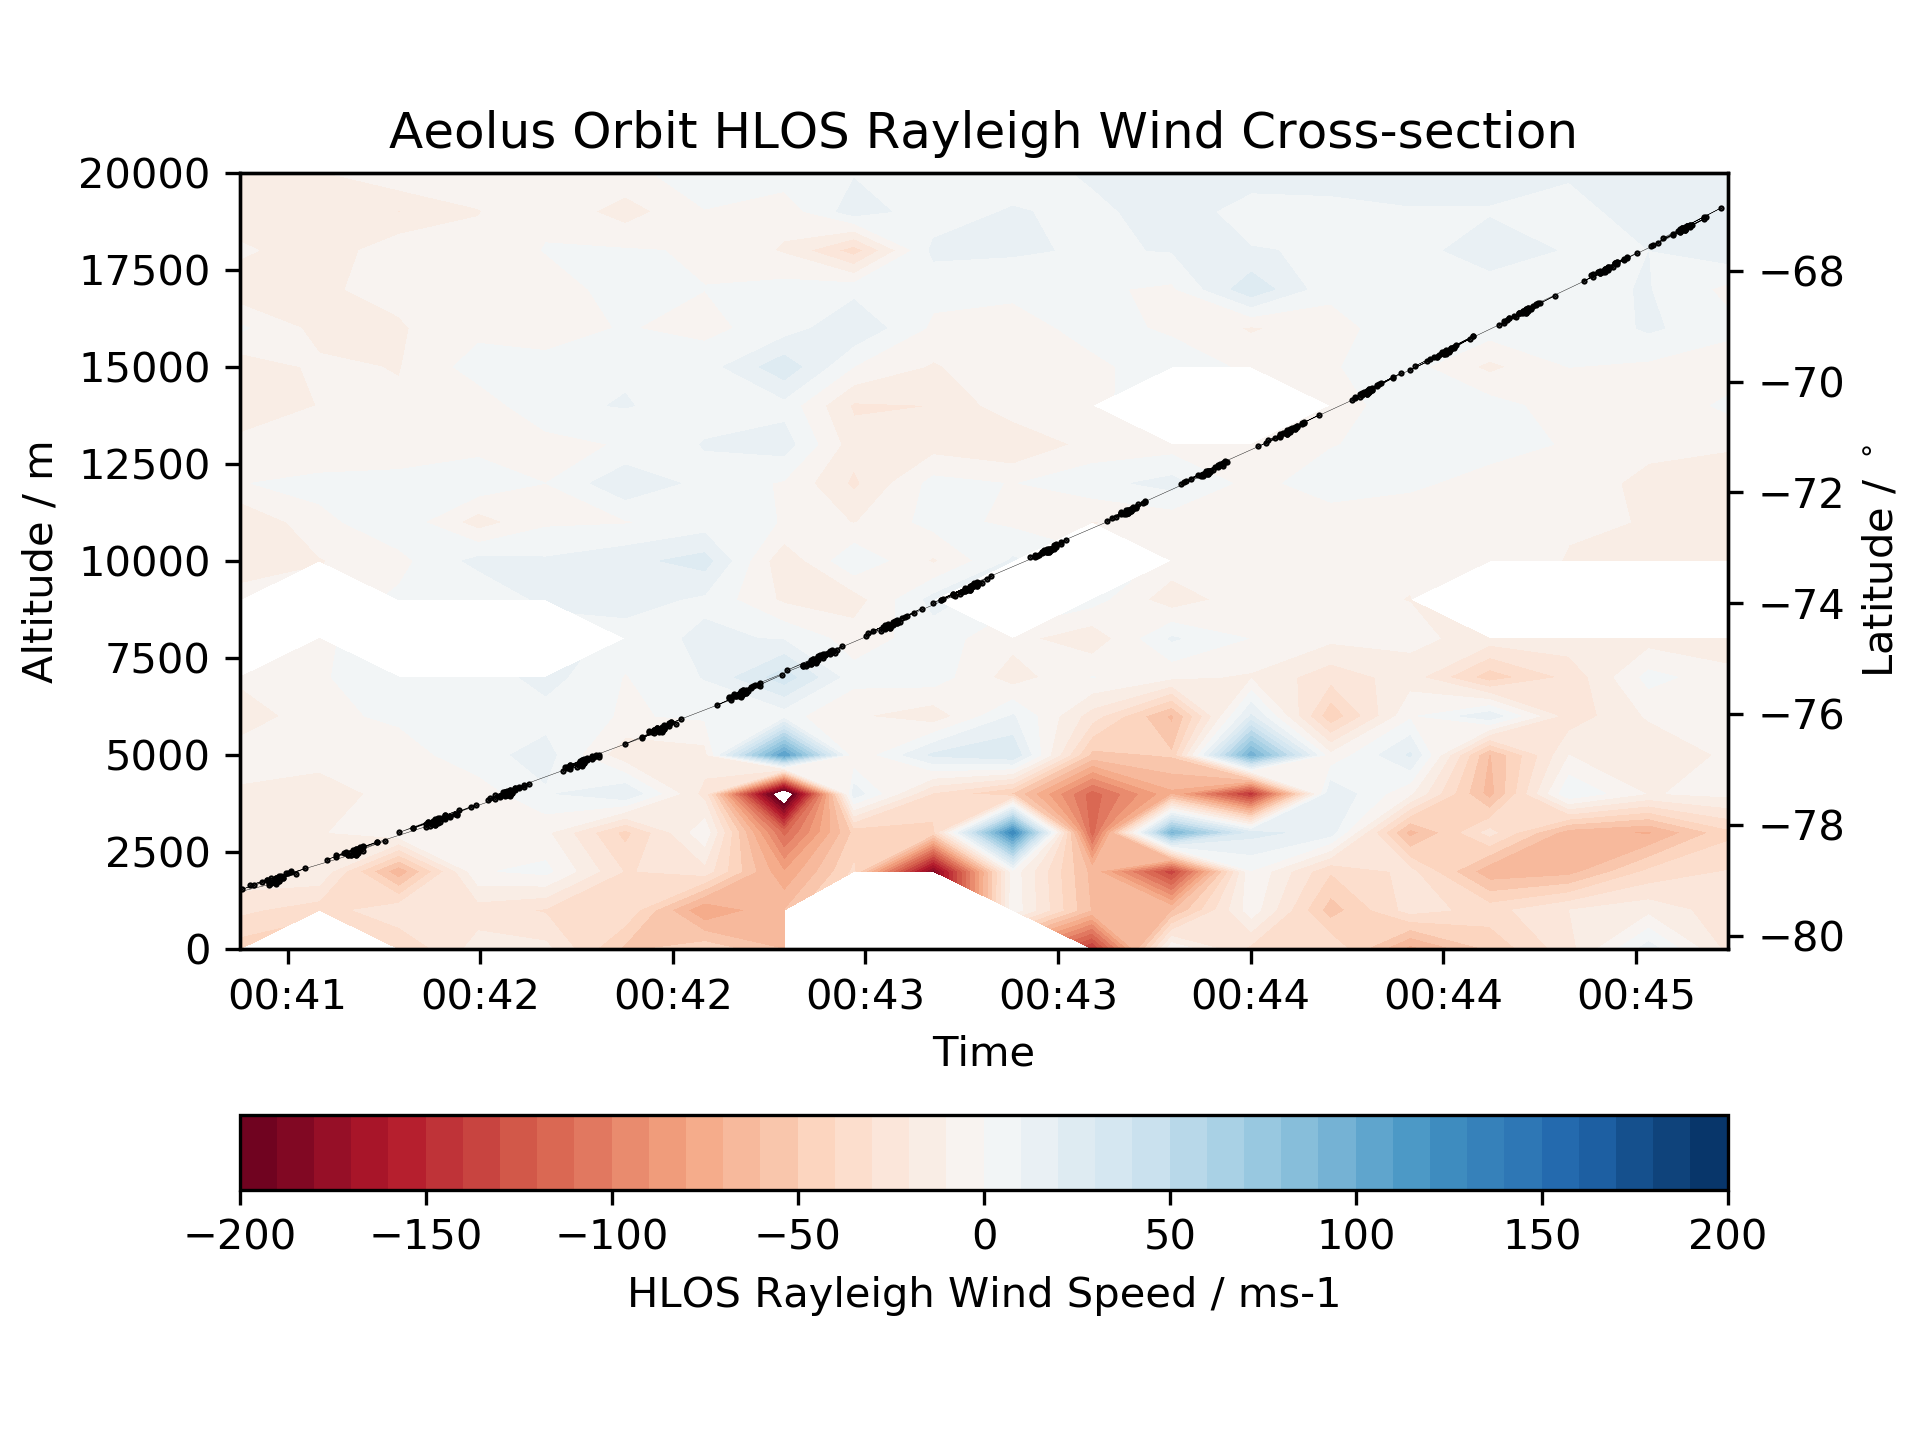 Aeolus Orbit HLOS Rayleigh Wind Cross-section
20000
17500
15000
12500
10000
7500
5000
2500
0
Altitude / m
−68
−70
−72
−74
−76
−78
−80
Latitude / °
00:41 00:42 00:42 00:43 00:43 00:44 00:44 00:45
Time
−200 −150 −100 −50 0 50 100 150 200
HLOS Rayleigh Wind Speed / ms-1